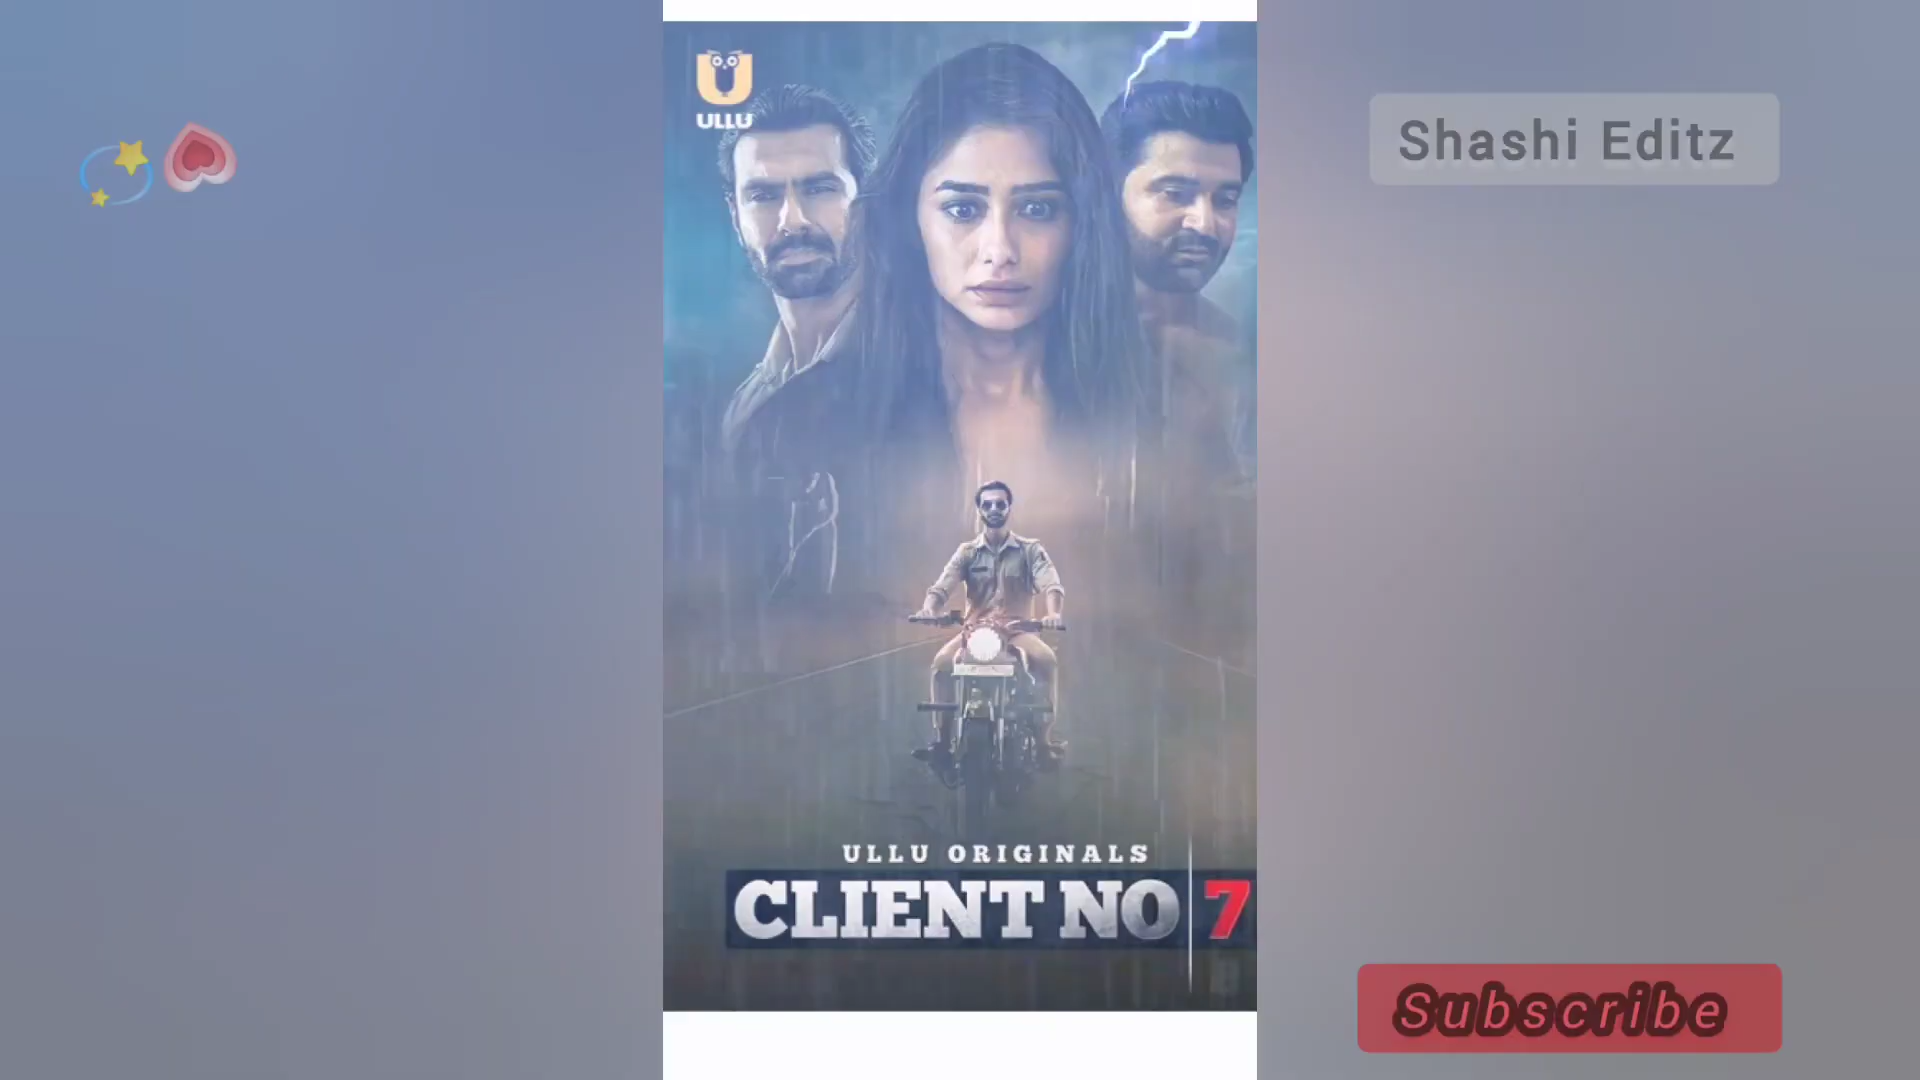 ULLU
Shashi Editz
ULLU ORIGINALS
CLIENT NO 7
Subscribe